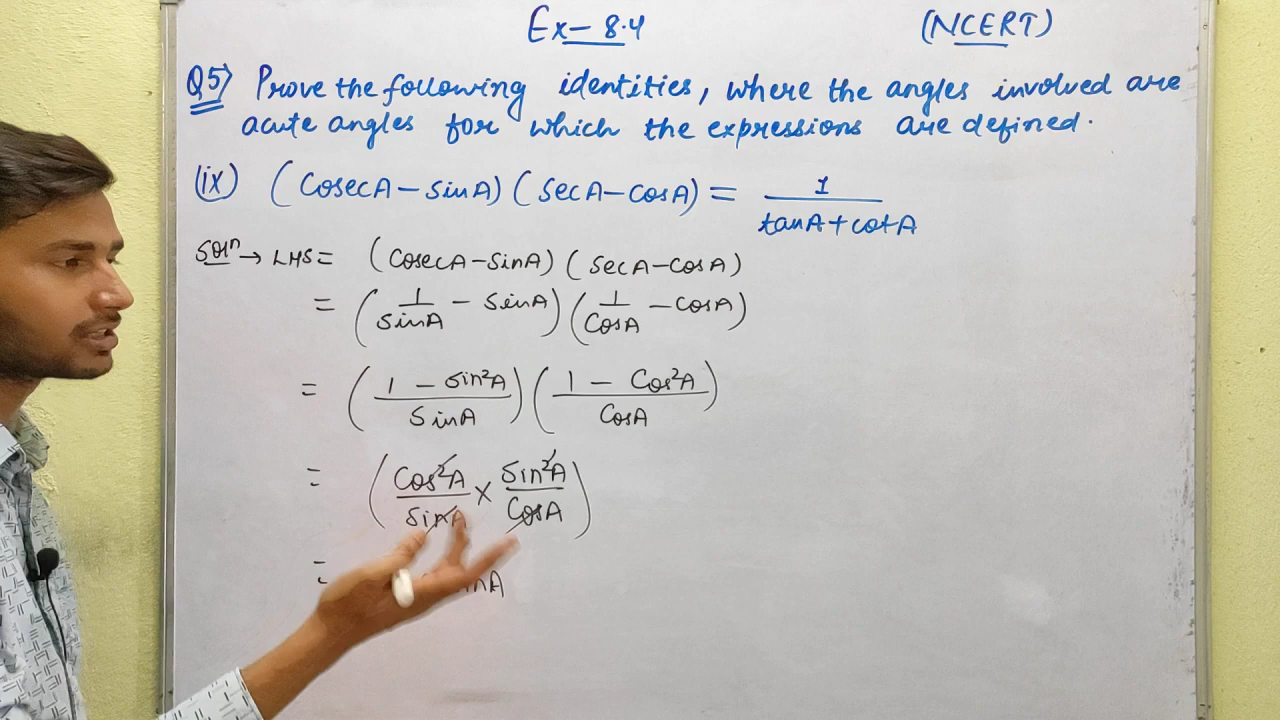 Ex-8.4 (NCERT)
Q5) Prove the following identities, where the angles involved are
acute angles for which the expressions are defined.
(ix) (CosecA-sinA)(secA-cosA) = 1/(tanA+cotA)
Solⁿ → LHS = (CosecA-sinA)(secA-cosA)
= (1/sinA - sinA)(1/CosA - cosA)
= ((1 - sin²A)/SinA)((1 - Cos²A)/CosA)
= (Cos²A/sinA × Sin²A/CosA)
=